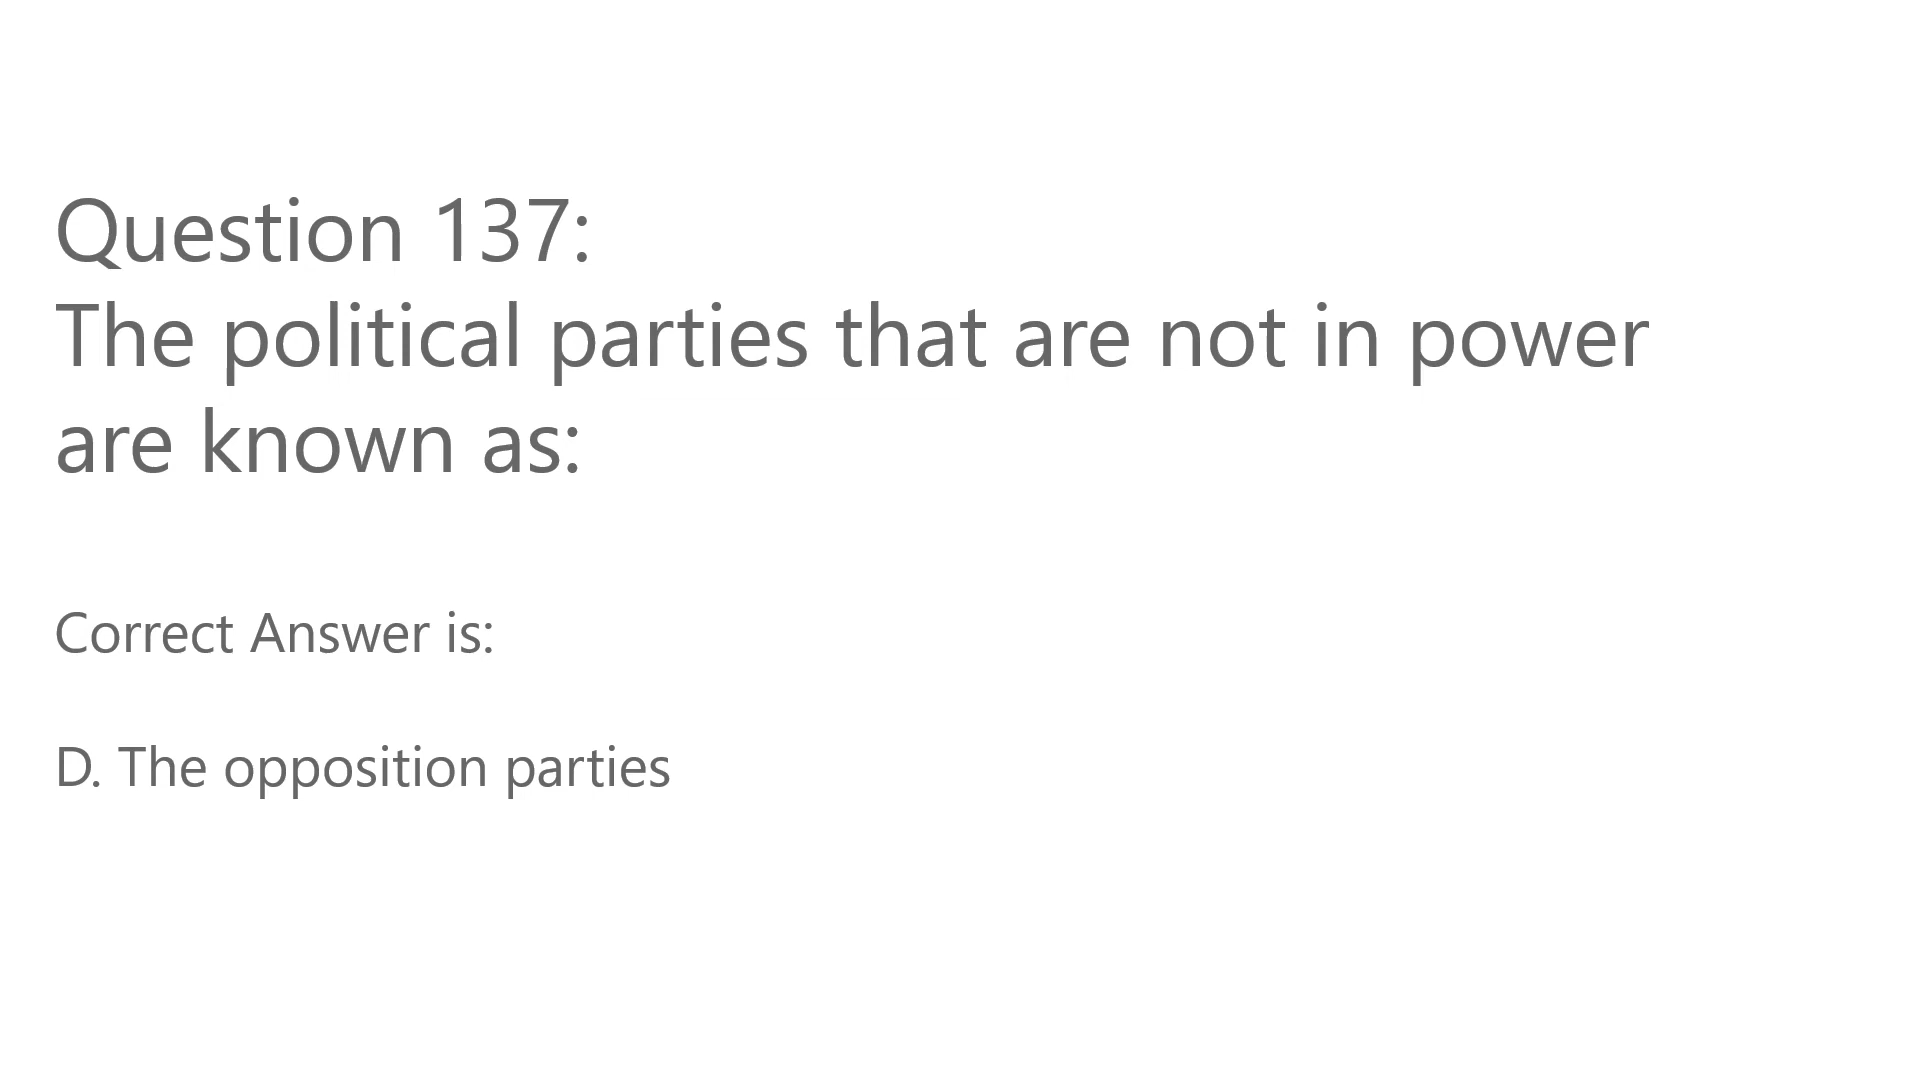 Question 137:
The political parties that are not in power
are known as:
Correct Answer is:
D. The opposition parties